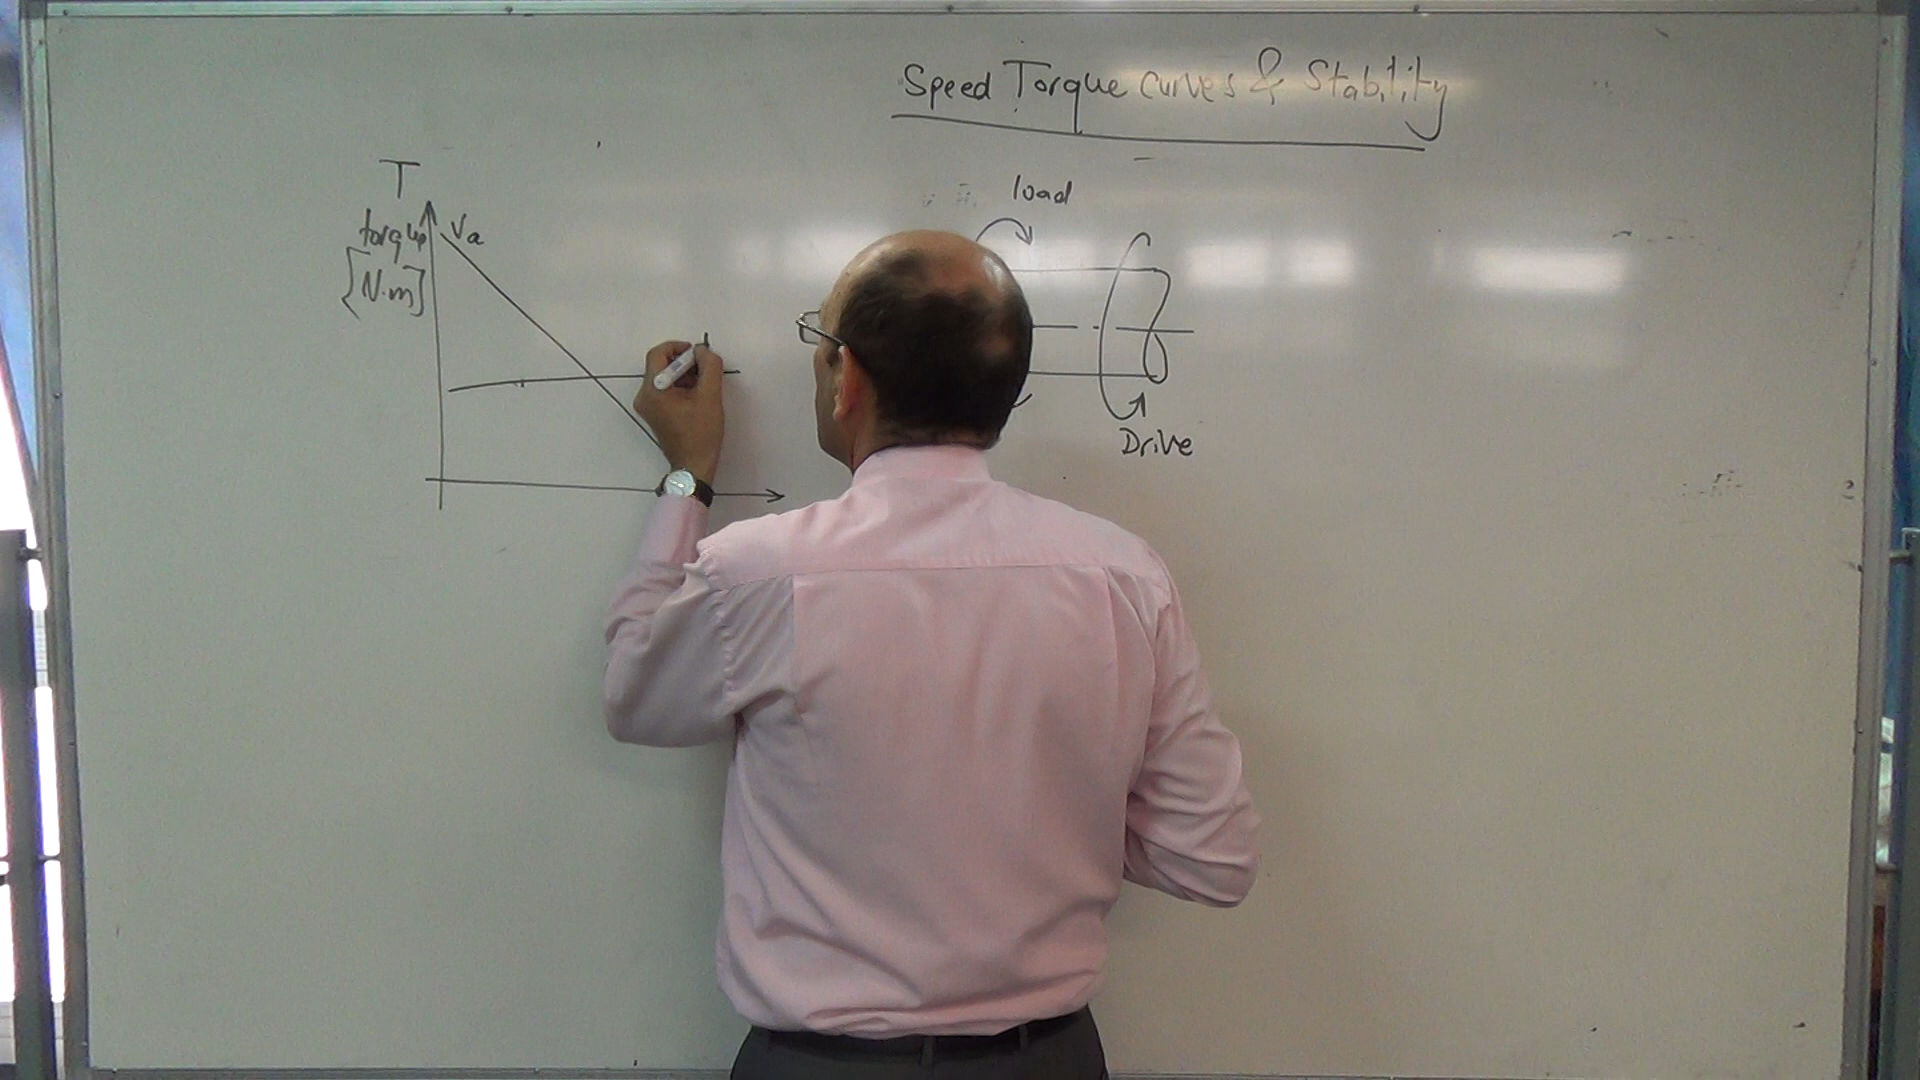 Speed Torque curves & Stability
T
torque
[N.m]
Va
load
Drive